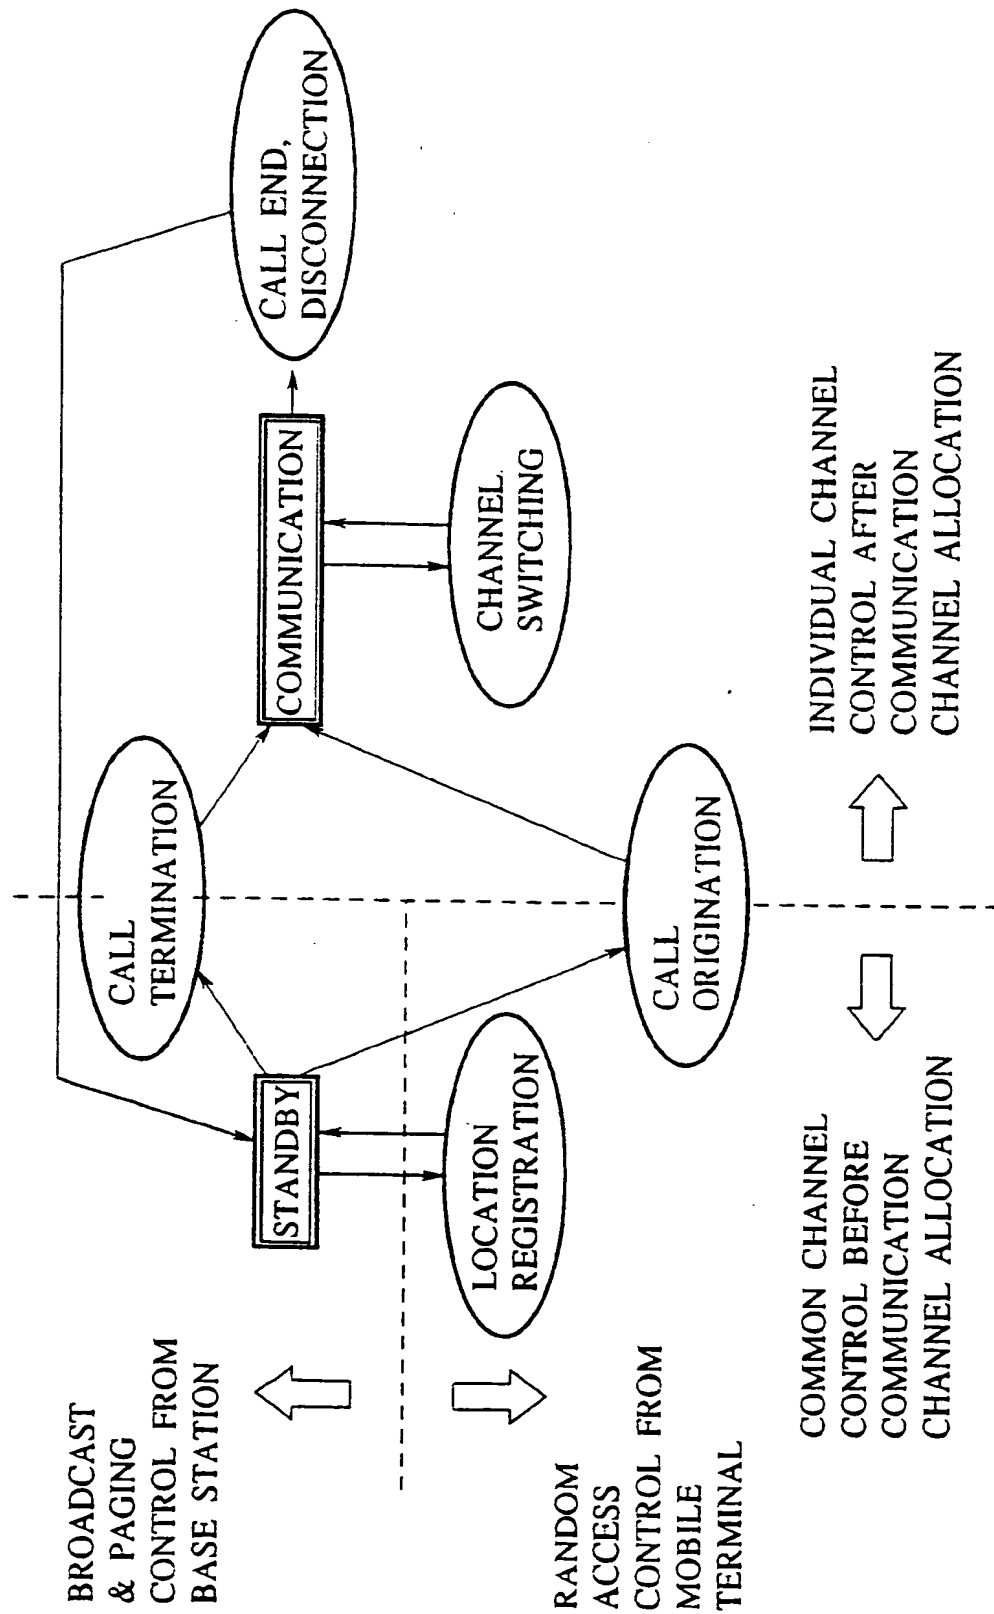 BROADCAST
& PAGING
CONTROL FROM
BASE STATION
RANDOM
ACCESS
CONTROL FROM
MOBILE
TERMINAL
STANDBY
LOCATION
REGISTRATION
CALL
TERMINATION
CALL
ORIGINATION
COMMUNICATION
CHANNEL
SWITCHING
CALL END,
DISCONNECTION
COMMON CHANNEL
CONTROL BEFORE
COMMUNICATION
CHANNEL ALLOCATION
INDIVIDUAL CHANNEL
CONTROL AFTER
COMMUNICATION
CHANNEL ALLOCATION